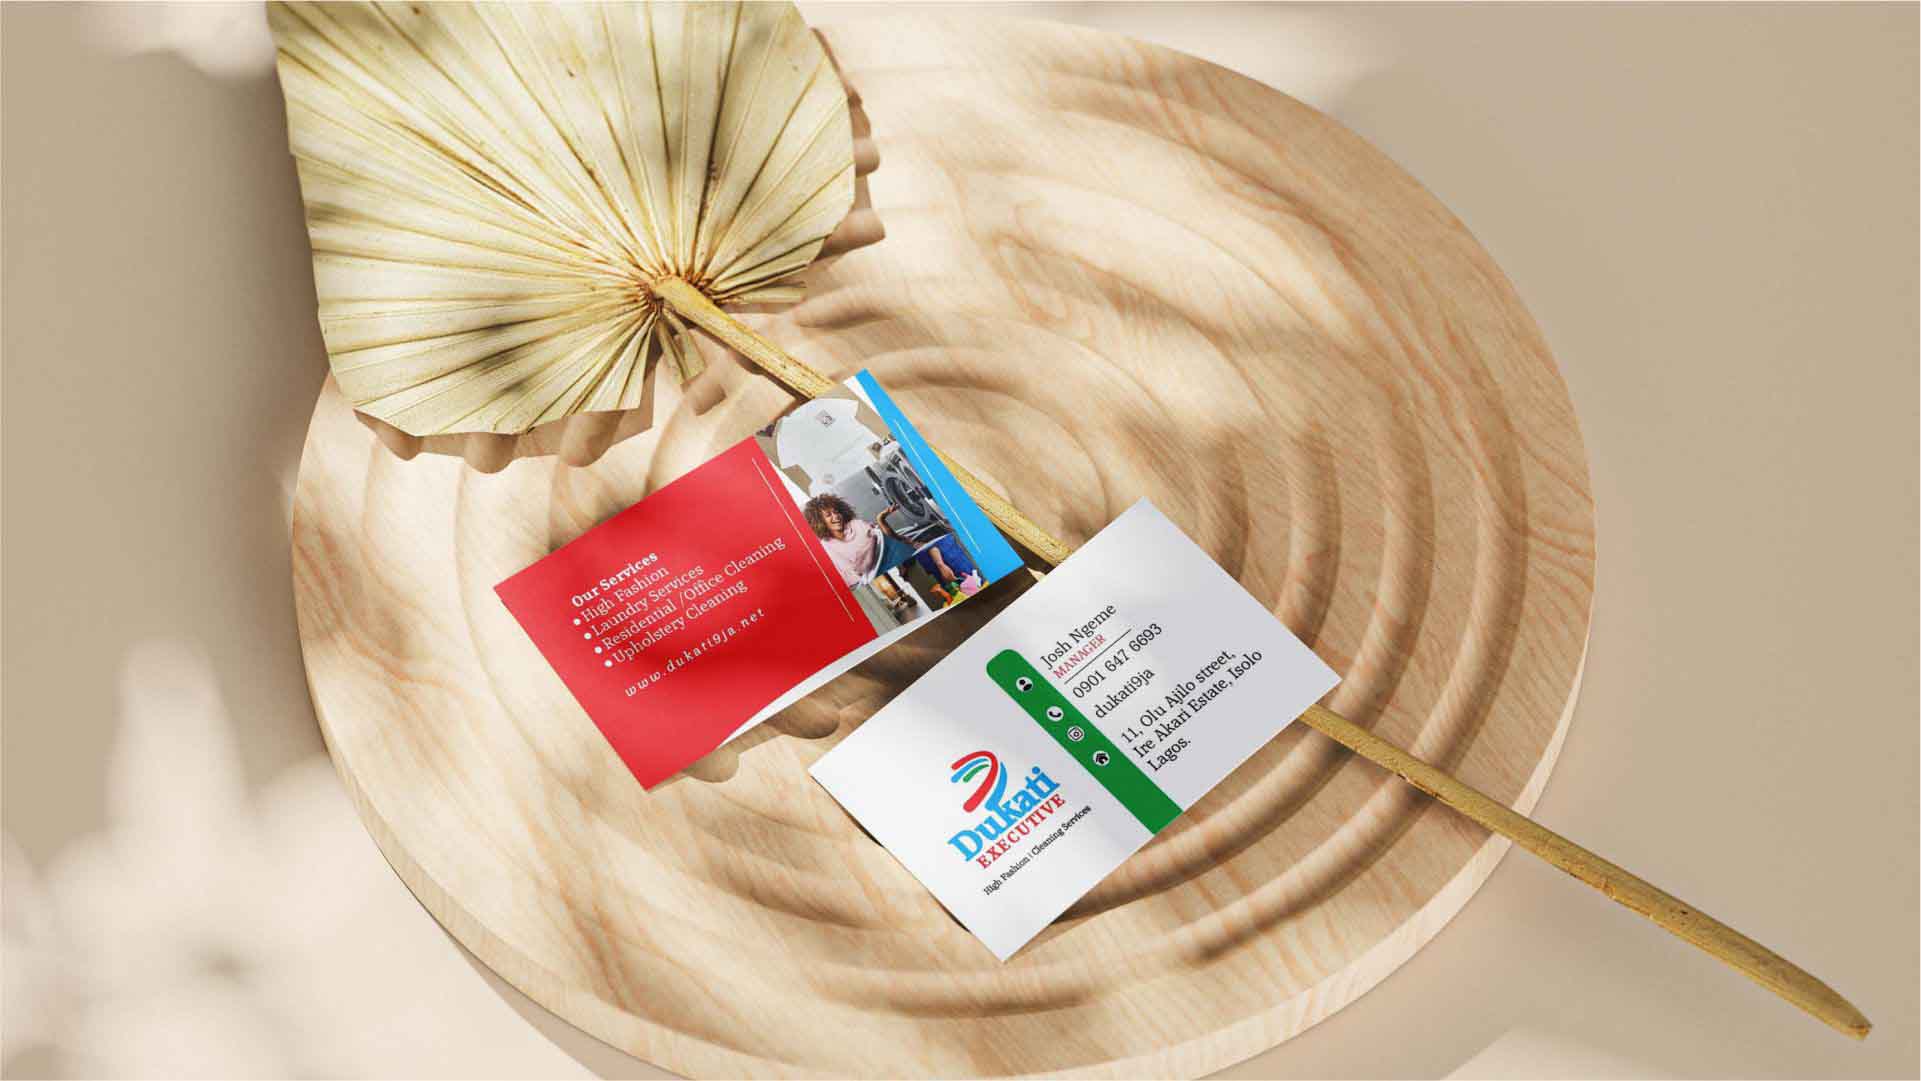 Our Services
• High Fashion
• Laundry Services
• Residential /Office Cleaning
• Upholstery Cleaning
www.dukati9ja.net
Josh Ngeme
MANAGER
0901 647 6693
dukati9ja
11, Olu Ajilo street,
Ire Akari Estate, Isolo
Lagos.
Dukati
EXECUTIVE
High Fashion | Cleaning Services